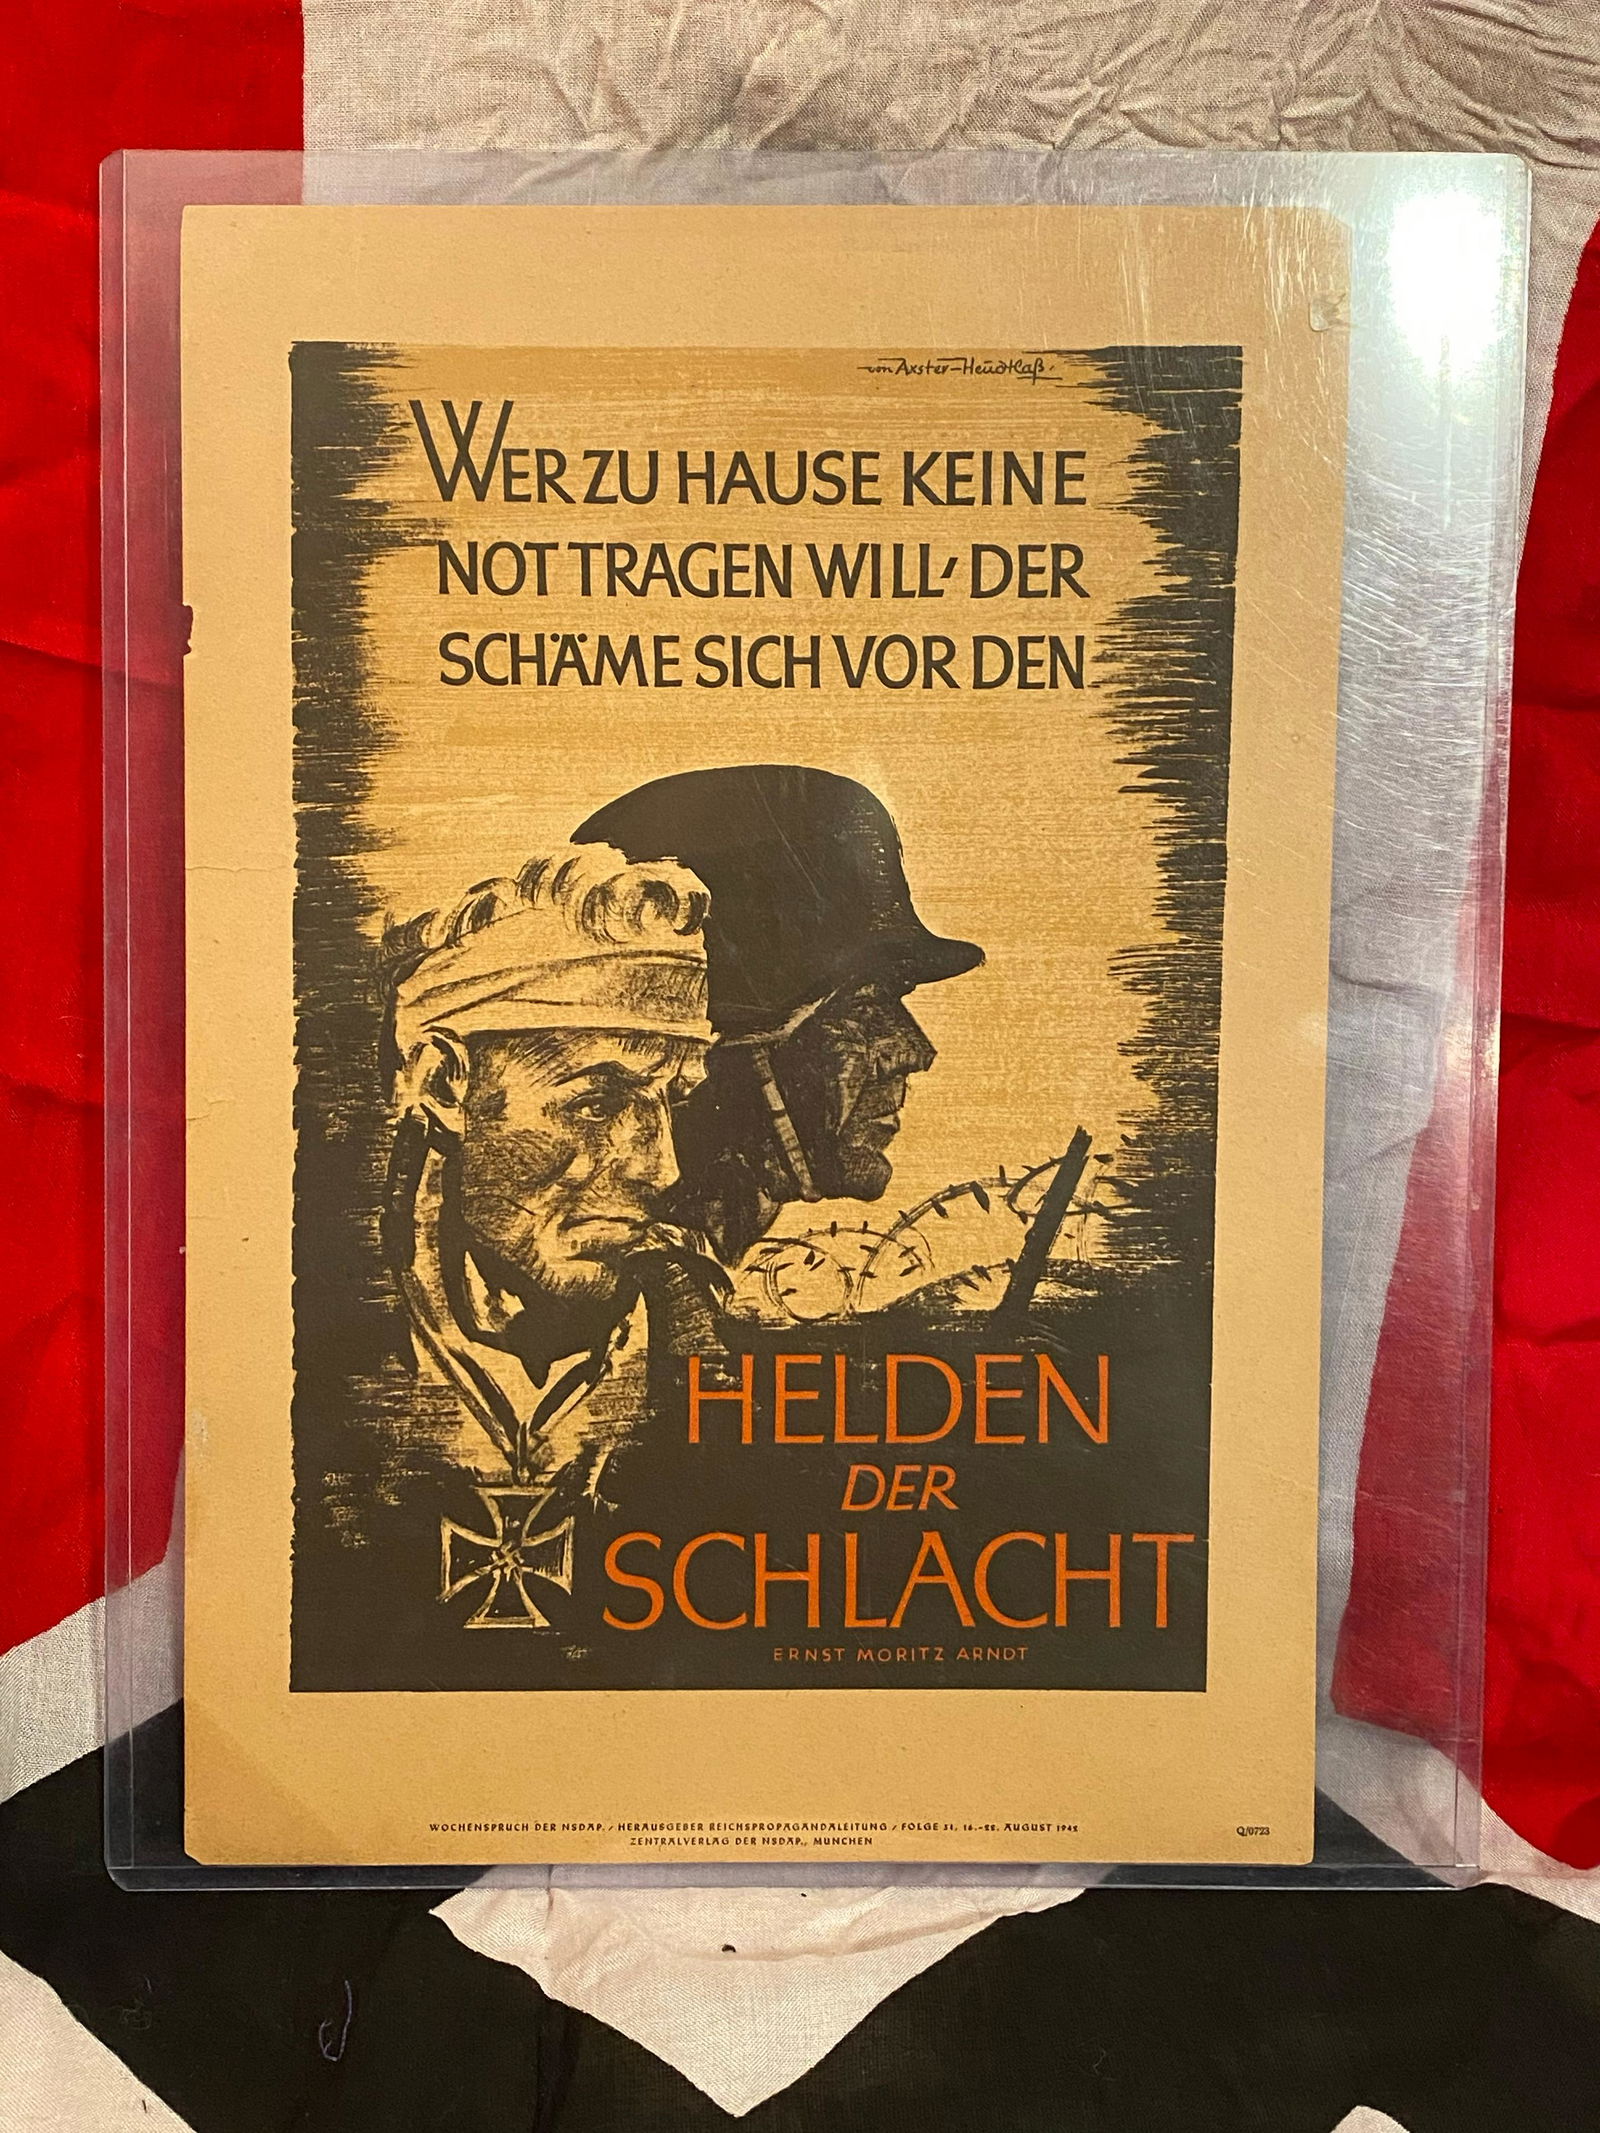 von Axster-Heudtlaß.
WER ZU HAUSE KEINE
NOT TRAGEN WILL, DER
SCHÄME SICH VOR DEN
HELDEN
DER
SCHLACHT
ERNST MORITZ ARNDT
WOCHENSPRUCH DER NSDAP. / HERAUSGEBER REICHSPROPAGANDALEITUNG / FOLGE 31, 16.-22. AUGUST 1942
ZENTRALVERLAG DER NSDAP., MÜNCHEN
Q/0723